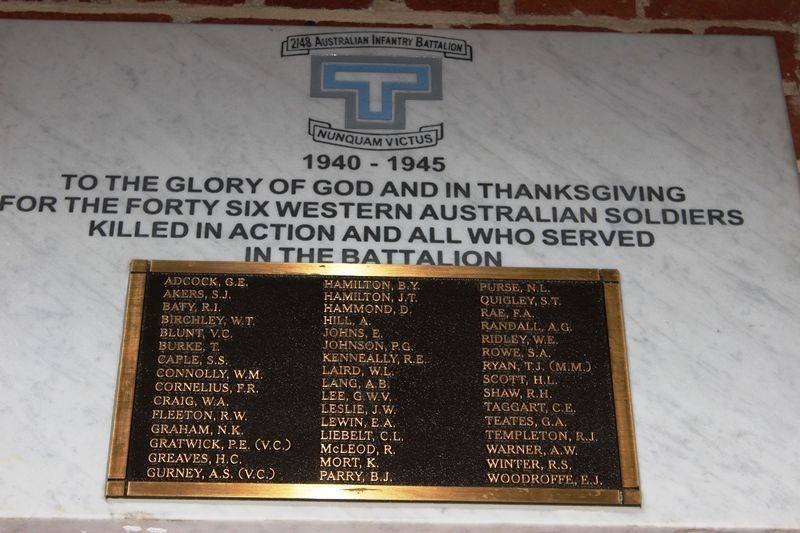 2/48 AUSTRALIAN INFANTRY BATTALION
T
NUNQUAM VICTUS
1940 - 1945
TO THE GLORY OF GOD AND IN THANKSGIVING
FOR THE FORTY SIX WESTERN AUSTRALIAN SOLDIERS
KILLED IN ACTION AND ALL WHO SERVED
IN THE BATTALION
ADCOCK, G.E.
AKERS, S.J.
BATY, R.I.
BIRCHLEY, W.T.
BLUNT, V.C.
BURKE, T.
CAPLE, S.S.
CONNOLLY, W.M.
CORNELIUS, F.R.
CRAIG, W.A.
FLEETON, R.W.
GRAHAM, N.K.
GRATWICK, P.E. (V.C.)
GREAVES, H.C.
GURNEY, A.S. (V.C.)
HAMILTON, B.Y.
HAMILTON, J.T.
HAMMOND, D.
HILL, A.
JOHNS, E.
JOHNSON, P.G.
KENNEALLY, R.E.
LAIRD, W.L.
LANG, A.B.
LEE, G.W.V.
LESLIE, J.W.
LEWIN, E.A.
LIEBELT, C.L.
McLEOD, R.
MORT, K.
PARRY, B.J.
PURSE, N.L.
QUIGLEY, S.T.
RAE, F.A.
RANDALL, A.G.
RIDLEY, W.E.
ROWE, S.A.
RYAN, T.J. (M.M.)
SCOTT, H.L.
SHAW, R.H.
TAGGART, C.E.
TEATES, G.A.
TEMPLETON, R.J.
WARNER, A.W.
WINTER, R.S.
WOODROFFE, E.J.